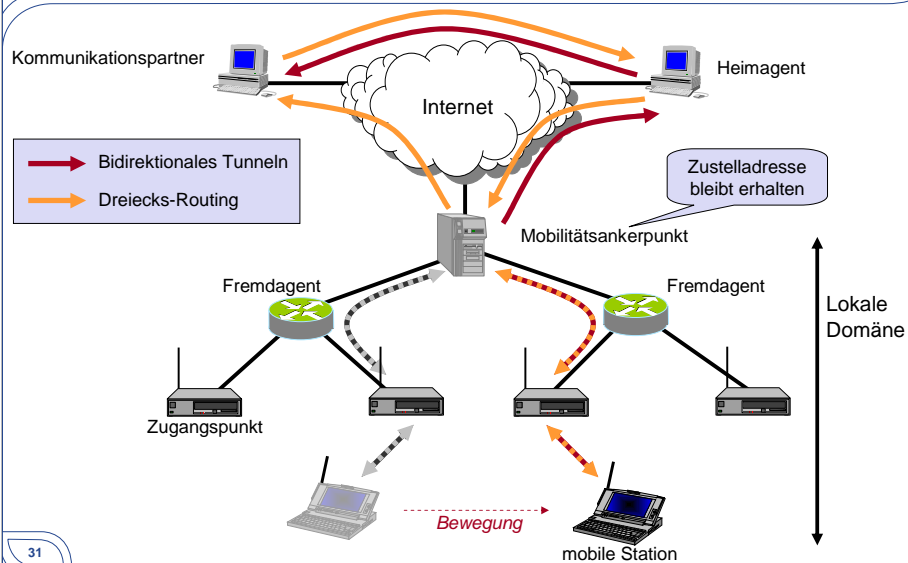 Kommunikationspartner
Heimagent
Internet
Bidirektionales Tunneln
Dreiecks-Routing
Zustelladresse
bleibt erhalten
Mobilitätsankerpunkt
Fremdagent
Fremdagent
Lokale
Domäne
Zugangspunkt
Bewegung
mobile Station
31